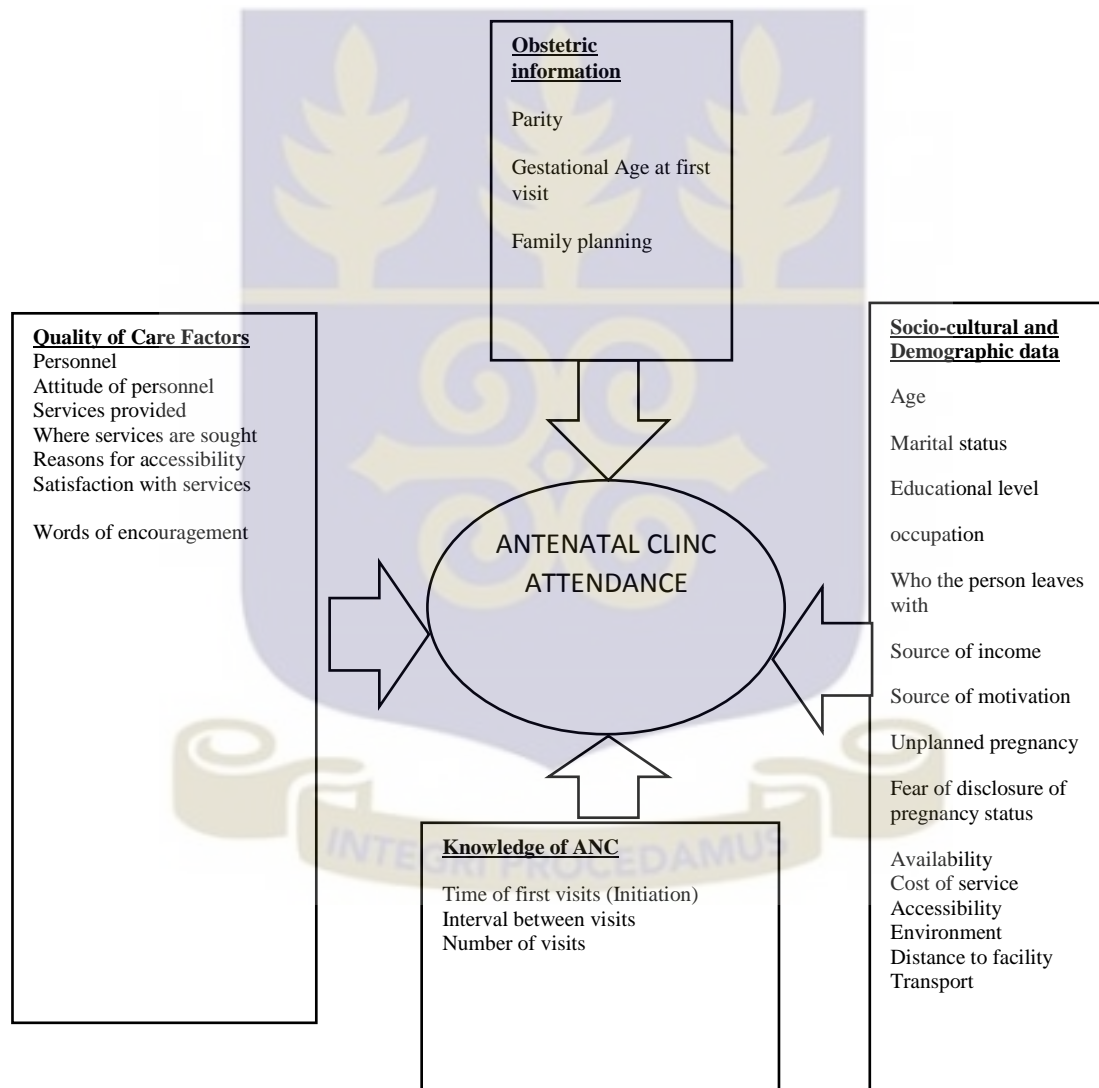 Obstetric
information
Parity
Gestational Age at first
visit
Family planning
Quality of Care Factors
Personnel
Attitude of personnel
Services provided
Where services are sought
Reasons for accessibility
Satisfaction with services
Words of encouragement
ANTENATAL CLINC
ATTENDANCE
Socio-cultural and
Demographic data
Age
Marital status
Educational level
occupation
Who the person leaves
with
Source of income
Source of motivation
Unplanned pregnancy
Fear of disclosure of
pregnancy status
Availability
Cost of service
Accessibility
Environment
Distance to facility
Transport
Knowledge of ANC
Time of first visits (Initiation)
Interval between visits
Number of visits
INTEGRI PROCEDAMUS